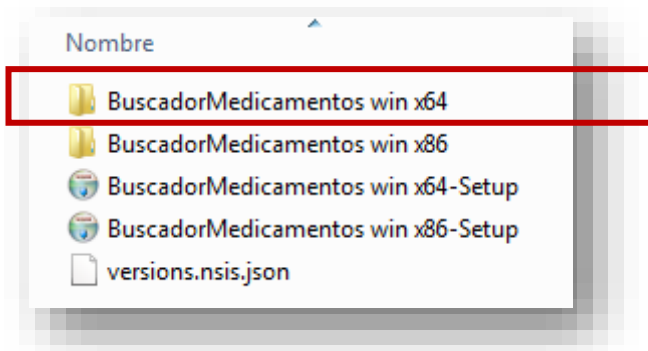 Nombre
BuscadorMedicamentos win x64
BuscadorMedicamentos win x86
BuscadorMedicamentos win x64-Setup
BuscadorMedicamentos win x86-Setup
versions.nsis.json